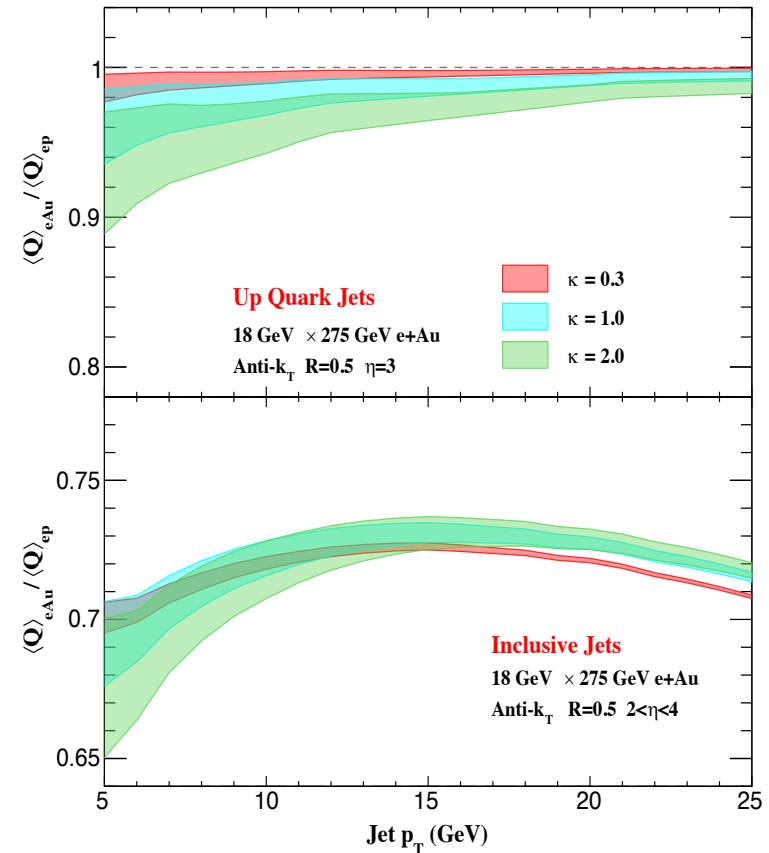 ⟨Q⟩eAu / ⟨Q⟩ep
1
0.9
0.8
Up Quark Jets
18 GeV × 275 GeV e+Au
Anti-kT R=0.5 η=3
κ = 0.3
κ = 1.0
κ = 2.0
⟨Q⟩eAu / ⟨Q⟩ep
0.75
0.7
0.65
Inclusive Jets
18 GeV × 275 GeV e+Au
Anti-kT R=0.5 2<η<4
5 10 15 20 25
Jet pT (GeV)